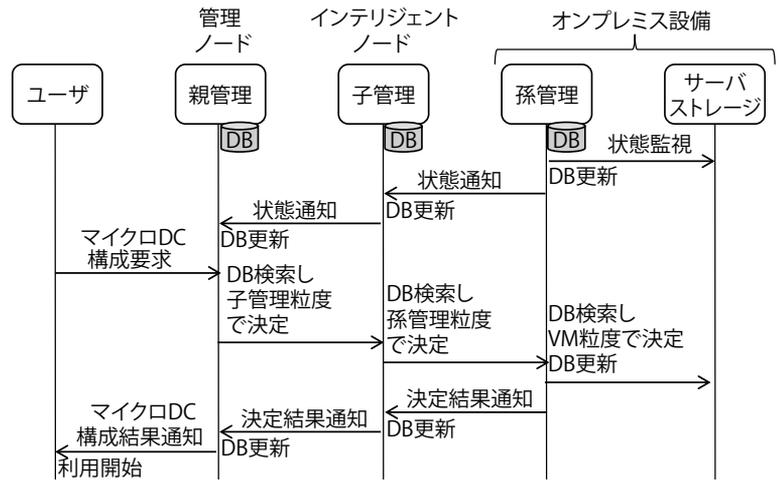 管理
ノード
インテリジェント
ノード
オンプレミス設備
ユーザ
親管理
子管理
孫管理
サーバ
ストレージ
DB
DB
DB
状態監視
DB更新
状態通知
DB更新
状態通知
DB更新
マイクロDC
構成要求
DB検索し
子管理粒度
で決定
DB検索し
孫管理粒度
で決定
DB検索し
VM粒度で決定
DB更新
決定結果通知
DB更新
決定結果通知
DB更新
マイクロDC
構成結果通知
利用開始